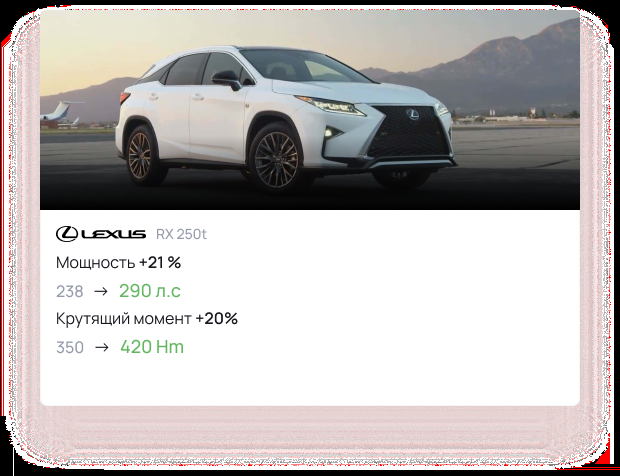 LEXUS RX 250t
Мощность +21 %
238 → 290 л.с
Крутящий момент +20%
350 → 420 Hm